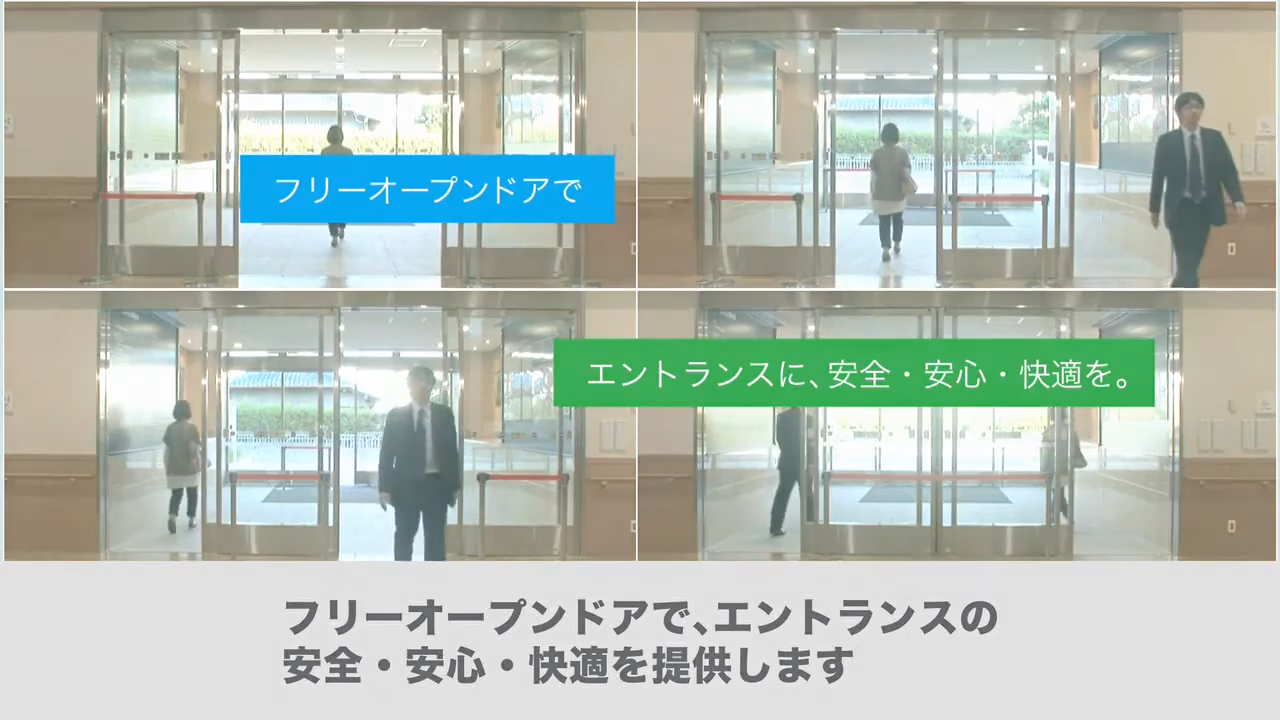 フリーオープンドアで
エントランスに、安全・安心・快適を。
フリーオープンドアで、エントランスの
安全・安心・快適を提供します